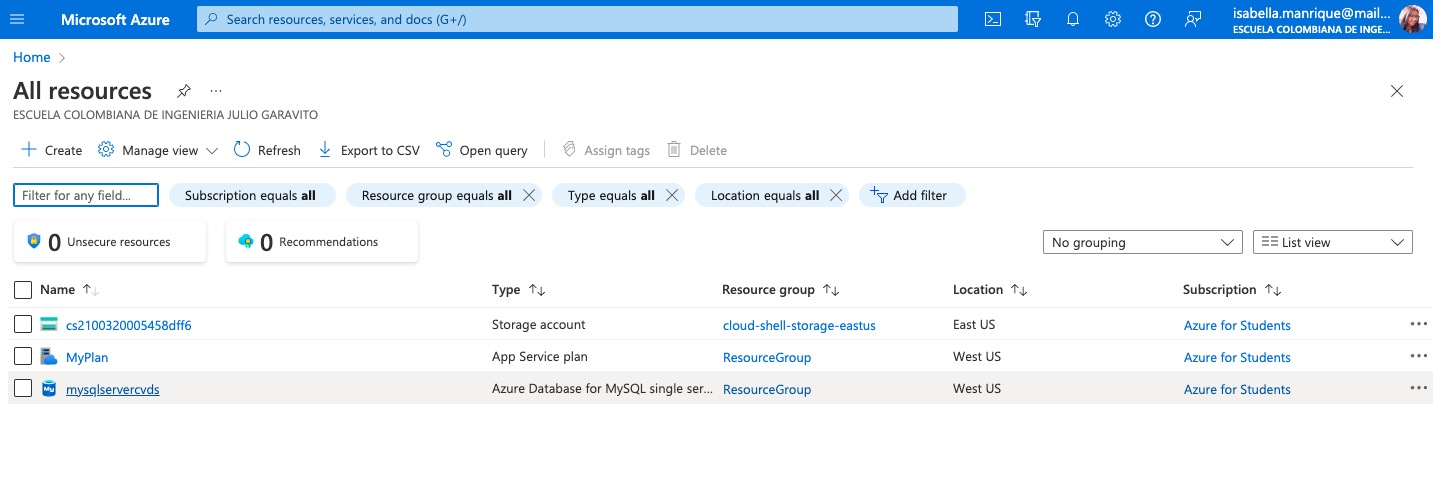 Microsoft Azure
Search resources, services, and docs (G+/)
isabella.manrique@mail...
ESCUELA COLOMBIANA DE INGE...
Home
All resources
ESCUELA COLOMBIANA DE INGENIERIA JULIO GARAVITO
Create Manage view Refresh Export to CSV Open query Assign tags Delete
Filter for any field... Subscription equals all Resource group equals all Type equals all Location equals all Add filter
0 Unsecure resources 0 Recommendations No grouping List view
Name Type Resource group Location Subscription
cs2100320005458dff6 Storage account cloud-shell-storage-eastus East US Azure for Students
MyPlan App Service plan ResourceGroup West US Azure for Students
My mysqlservercvds Azure Database for MySQL single ser... ResourceGroup West US Azure for Students